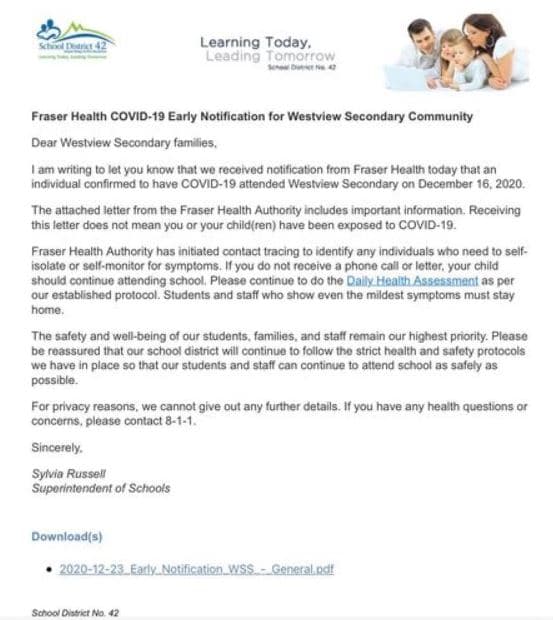 School District 42
Learning Today, Leading Tomorrow
Learning Today,
Leading Tomorrow
School District No. 42
Fraser Health COVID-19 Early Notification for Westview Secondary Community
Dear Westview Secondary families,
I am writing to let you know that we received notification from Fraser Health today that an
individual confirmed to have COVID-19 attended Westview Secondary on December 16, 2020.
The attached letter from the Fraser Health Authority includes important information. Receiving
this letter does not mean you or your child(ren) have been exposed to COVID-19.
Fraser Health Authority has initiated contact tracing to identify any individuals who need to self-
isolate or self-monitor for symptoms. If you do not receive a phone call or letter, your child
should continue attending school. Please continue to do the Daily Health Assessment as per
our established protocol. Students and staff who show even the mildest symptoms must stay
home.
The safety and well-being of our students, families, and staff remain our highest priority. Please
be reassured that our school district will continue to follow the strict health and safety protocols
we have in place so that our students and staff can continue to attend school as safely as
possible.
For privacy reasons, we cannot give out any further details. If you have any health questions or
concerns, please contact 8-1-1.
Sincerely,
Sylvia Russell
Superintendent of Schools
Download(s)
• 2020-12-23_Early_Notification_WSS_-_General.pdf
School District No. 42